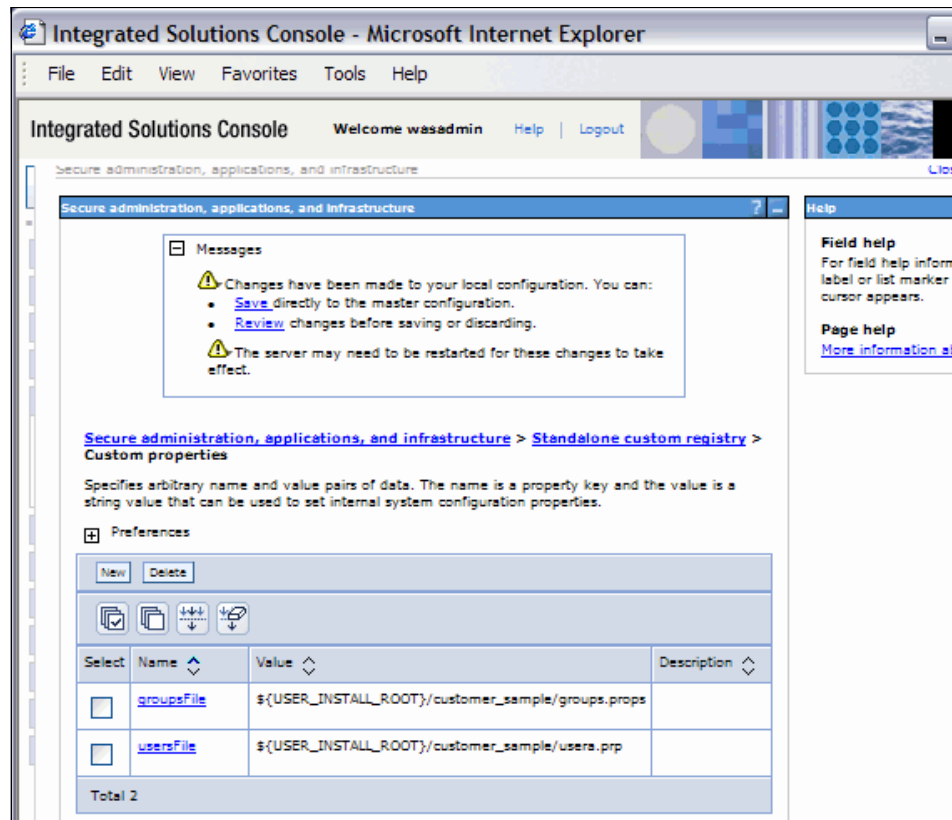 Integrated Solutions Console - Microsoft Internet Explorer
File Edit View Favorites Tools Help
Integrated Solutions Console Welcome wasadmin Help | Logout
Secure administration, applications, and infrastructure
Clos
Secure administration, applications, and infrastructure ? -
Help
Messages
Changes have been made to your local configuration. You can:
• Save directly to the master configuration.
• Review changes before saving or discarding.
The server may need to be restarted for these changes to take
effect.
Field help
For field help inform
label or list marker
cursor appears.
Page help
More information a
Secure administration, applications, and infrastructure > Standalone custom registry >
Custom properties
Specifies arbitrary name and value pairs of data. The name is a property key and the value is a
string value that can be used to set internal system configuration properties.
Preferences
New Delete
Select Name Value Description
groupsFile ${USER_INSTALL_ROOT}/customer_sample/groups.props
usersFile ${USER_INSTALL_ROOT}/customer_sample/usera.prp
Total 2